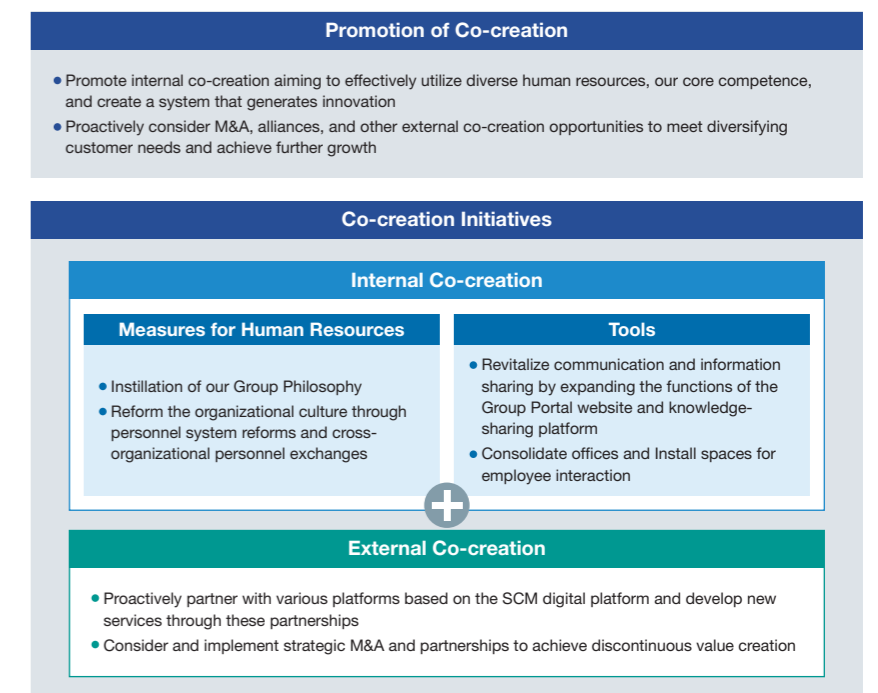 Promotion of Co-creation
● Promote internal co-creation aiming to effectively utilize diverse human resources, our core competence,
and create a system that generates innovation
● Proactively consider M&A, alliances, and other external co-creation opportunities to meet diversifying
customer needs and achieve further growth
Co-creation Initiatives
Internal Co-creation
Measures for Human Resources
● Instillation of our Group Philosophy
● Reform the organizational culture through
personnel system reforms and cross-
organizational personnel exchanges
Tools
● Revitalize communication and information
sharing by expanding the functions of the
Group Portal website and knowledge-
sharing platform
● Consolidate offices and Install spaces for
employee interaction
+
External Co-creation
● Proactively partner with various platforms based on the SCM digital platform and develop new
services through these partnerships
● Consider and implement strategic M&A and partnerships to achieve discontinuous value creation